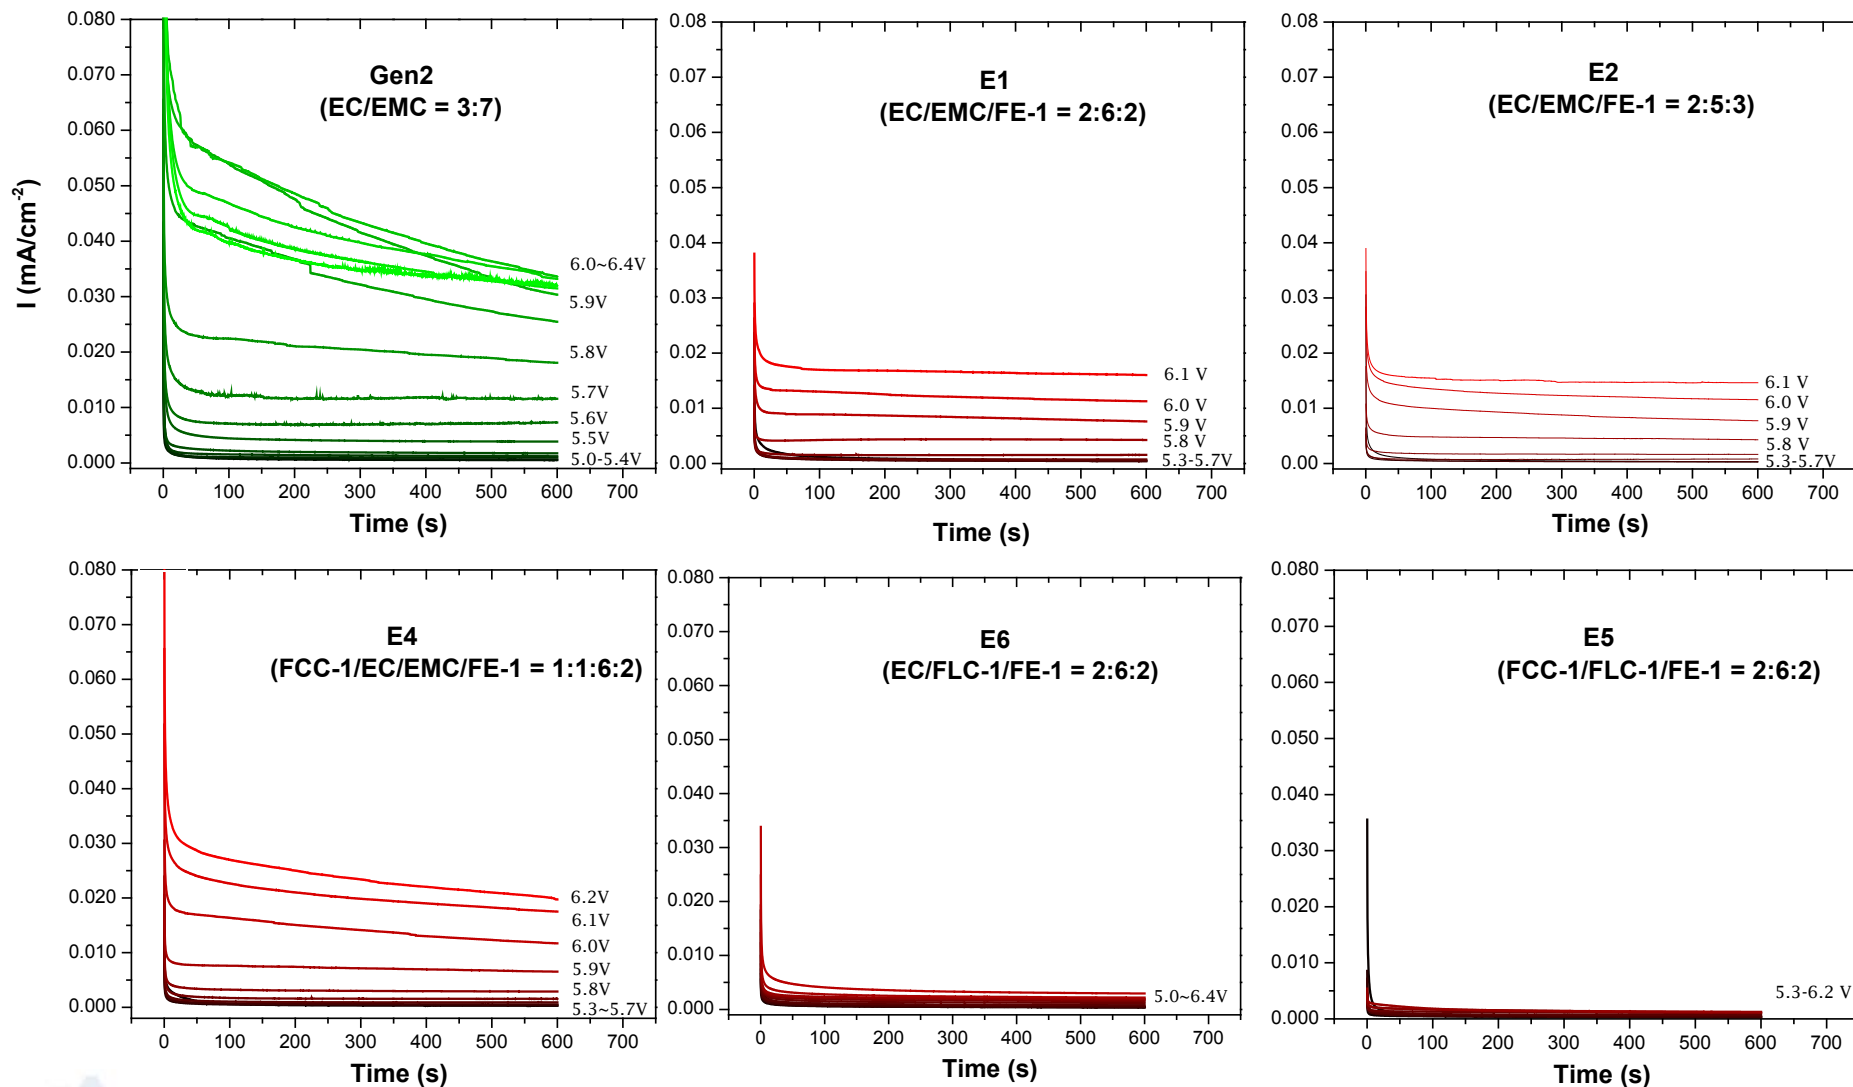 Gen2
(EC/EMC = 3:7)
I (mA/cm-2)
0.080
0.070
0.060
0.050
0.040
0.030
0.020
0.010
0.000
6.0~6.4V
5.9V
5.8V
5.7V
5.6V
5.5V
5.0-5.4V
0 100 200 300 400 500 600 700
Time (s)
E1
(EC/EMC/FE-1 = 2:6:2)
0.08
0.07
0.06
0.05
0.04
0.03
0.02
0.01
0.00
6.1 V
6.0 V
5.9 V
5.8 V
5.3-5.7V
0 100 200 300 400 500 600 700
Time (s)
E2
(EC/EMC/FE-1 = 2:5:3)
0.08
0.07
0.06
0.05
0.04
0.03
0.02
0.01
0.00
6.1 V
6.0 V
5.9 V
5.8 V
5.3-5.7V
0 100 200 300 400 500 600 700
Time (s)
E4
(FCC-1/EC/EMC/FE-1 = 1:1:6:2)
0.080
0.070
0.060
0.050
0.040
0.030
0.020
0.010
0.000
6.2V
6.1V
6.0V
5.9V
5.8V
5.3~5.7V
0 100 200 300 400 500 600 700
Time (s)
E6
(EC/FLC-1/FE-1 = 2:6:2)
0.080
0.070
0.060
0.050
0.040
0.030
0.020
0.010
0.000
5.0~6.4V
0 100 200 300 400 500 600 700
Time (s)
E5
(FCC-1/FLC-1/FE-1 = 2:6:2)
0.080
0.070
0.060
0.050
0.040
0.030
0.020
0.010
0.000
5.3-6.2 V
0 100 200 300 400 500 600 700
Time (s)